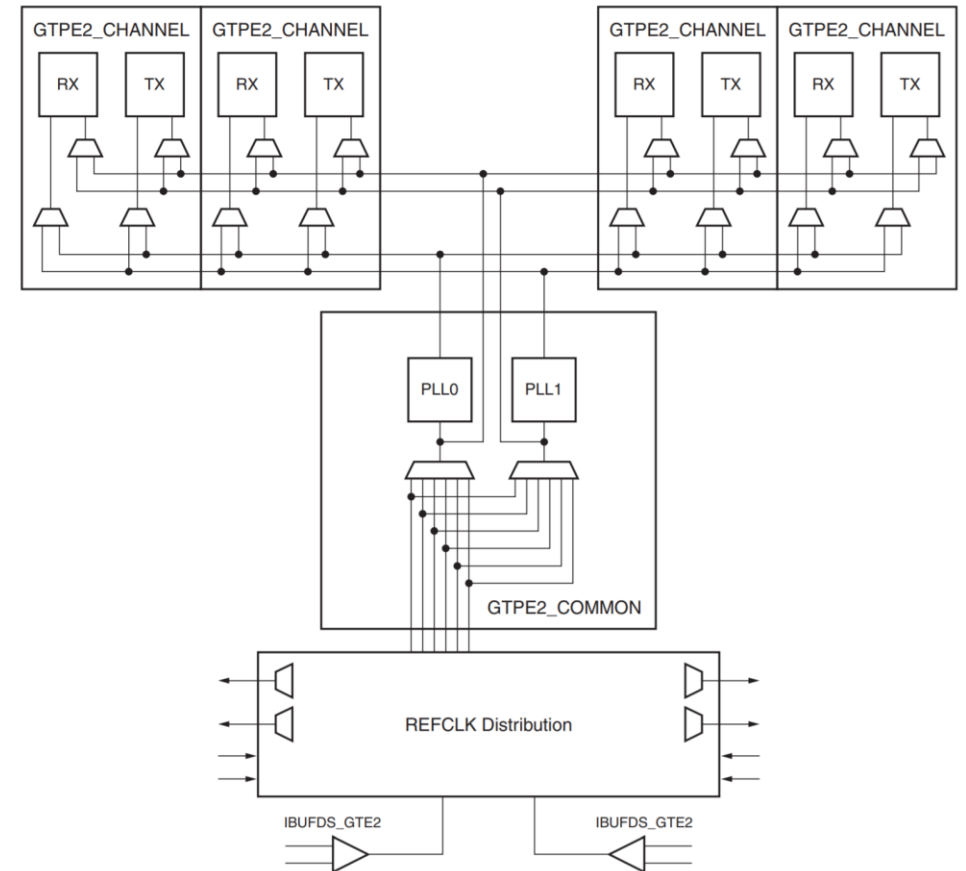 GTPE2_CHANNEL
GTPE2_CHANNEL
GTPE2_CHANNEL
GTPE2_CHANNEL
RX
TX
RX
TX
RX
TX
RX
TX
PLL0
PLL1
GTPE2_COMMON
REFCLK Distribution
IBUFDS_GTE2
IBUFDS_GTE2